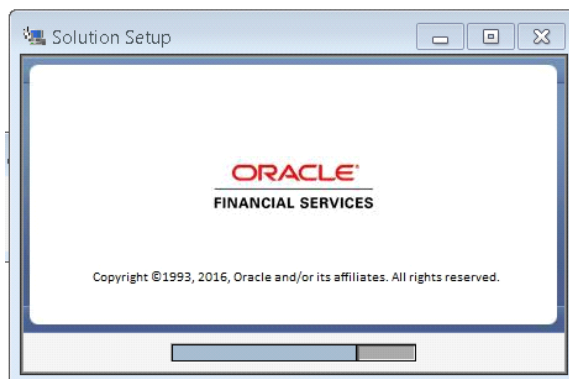 Solution Setup
ORACLE®
FINANCIAL SERVICES
Copyright ©1993, 2016, Oracle and/or its affiliates. All rights reserved.